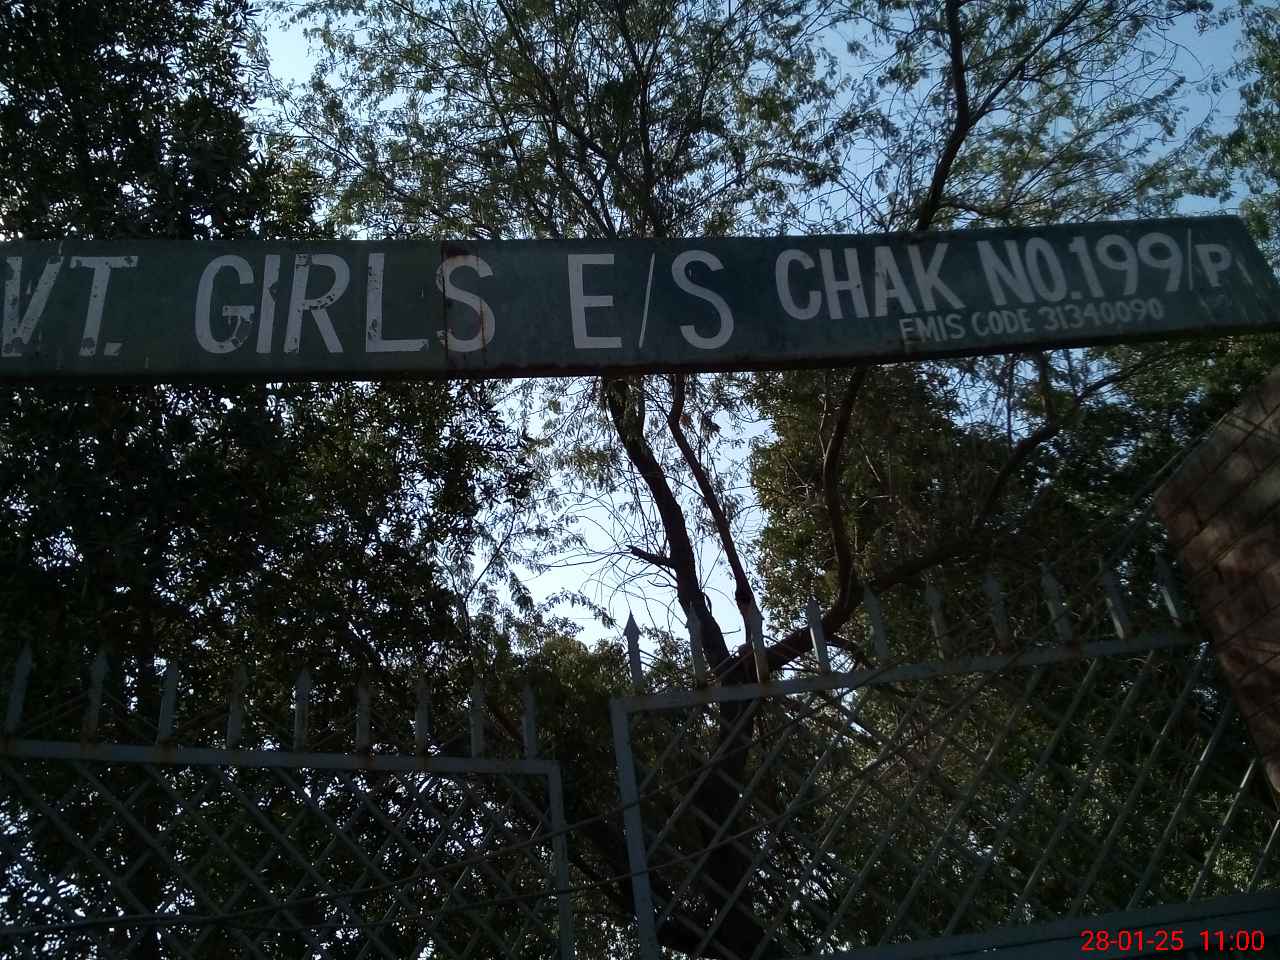 VT. GIRLS E/S CHAK NO.199/P
EMIS CODE 31340090
28-01-25 11:00